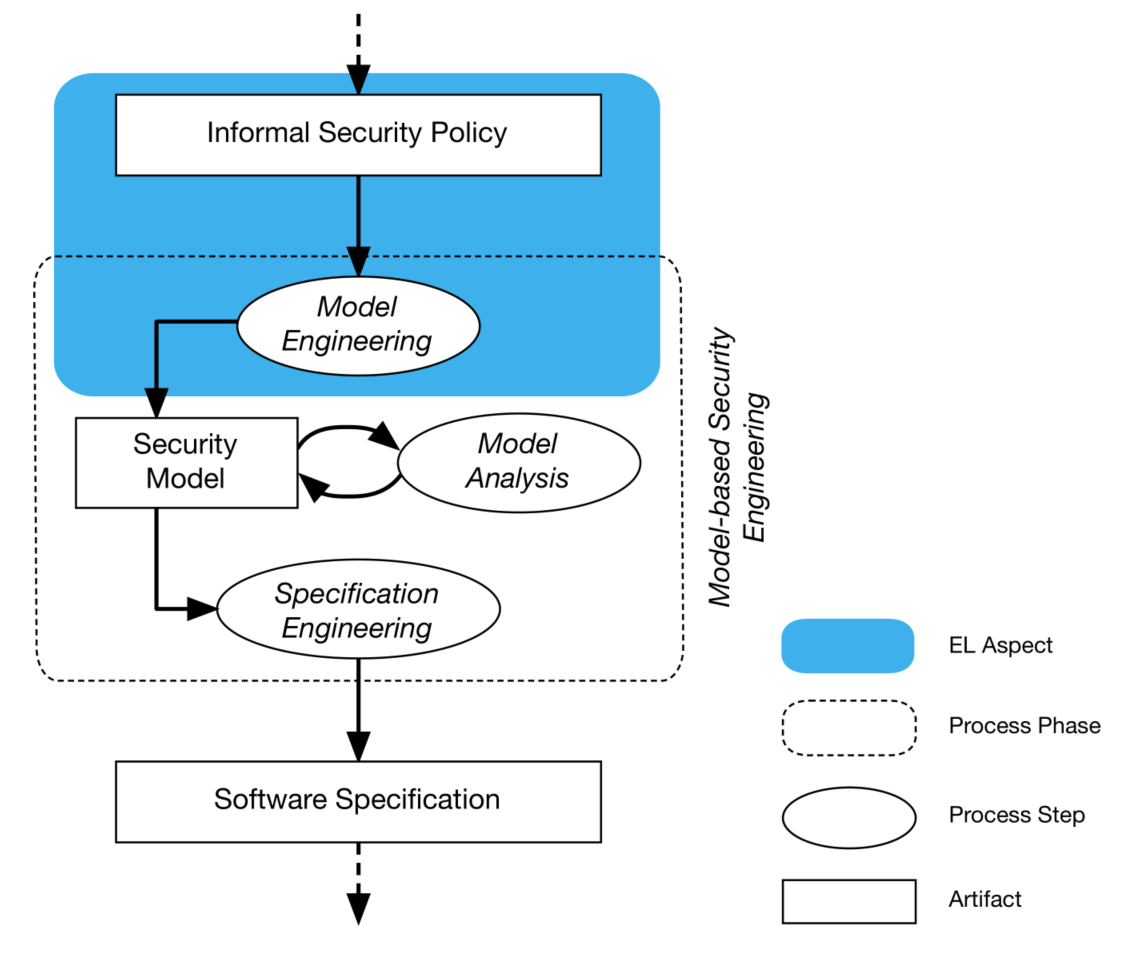 Informal Security Policy
Model
Engineering
Security
Model
Model
Analysis
Specification
Engineering
Software Specification
Model-based Security
Engineering
EL Aspect
Process Phase
Process Step
Artifact